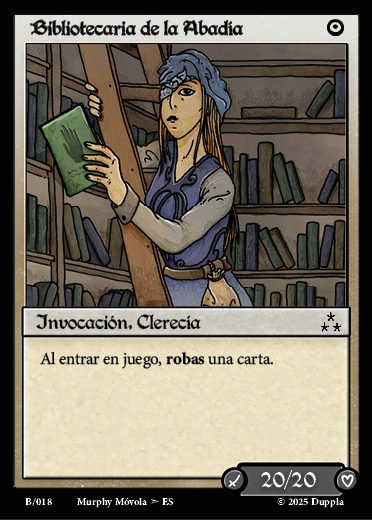 Bibliotecaria de la Abadía
Invocación, Clerecía
Al entrar en juego, robas una carta.
20/20
B/018 Murphy Móvola ➣ ES © 2025 Duppla